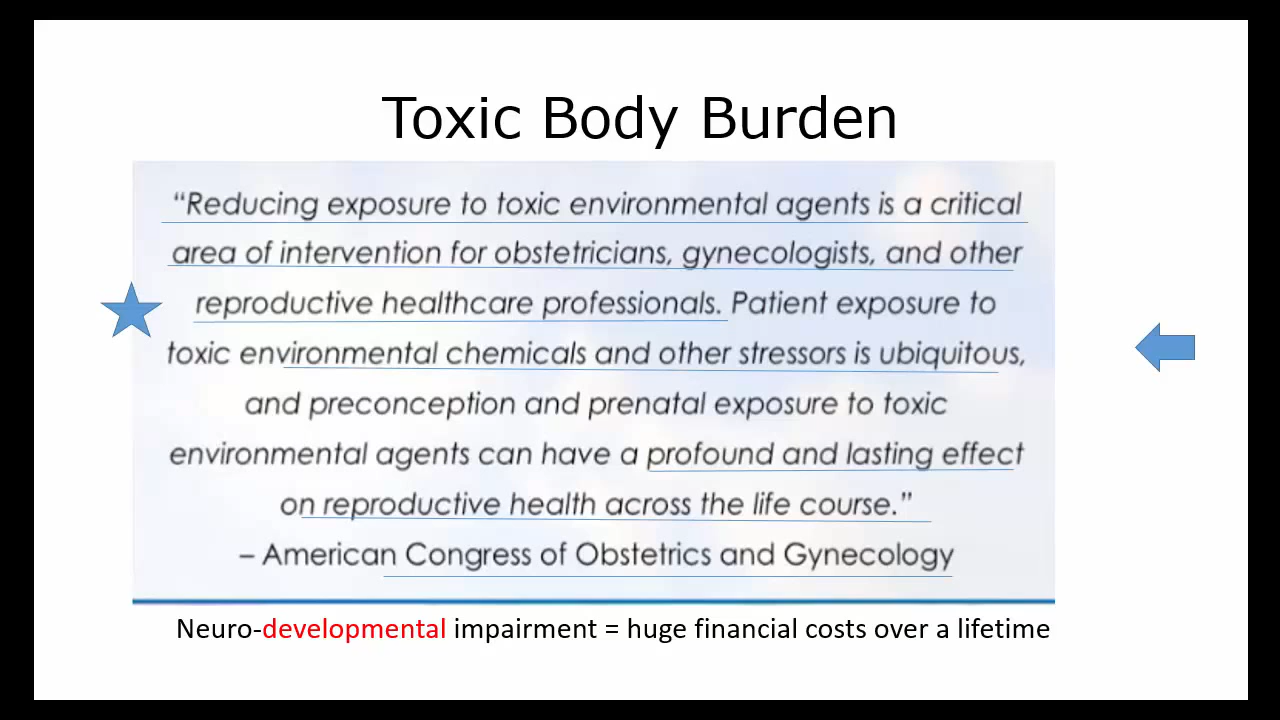 Toxic Body Burden
“Reducing exposure to toxic environmental agents is a critical
area of intervention for obstetricians, gynecologists, and other
reproductive healthcare professionals. Patient exposure to
toxic environmental chemicals and other stressors is ubiquitous,
and preconception and prenatal exposure to toxic
environmental agents can have a profound and lasting effect
on reproductive health across the life course.”
– American Congress of Obstetrics and Gynecology
Neuro-developmental impairment = huge financial costs over a lifetime